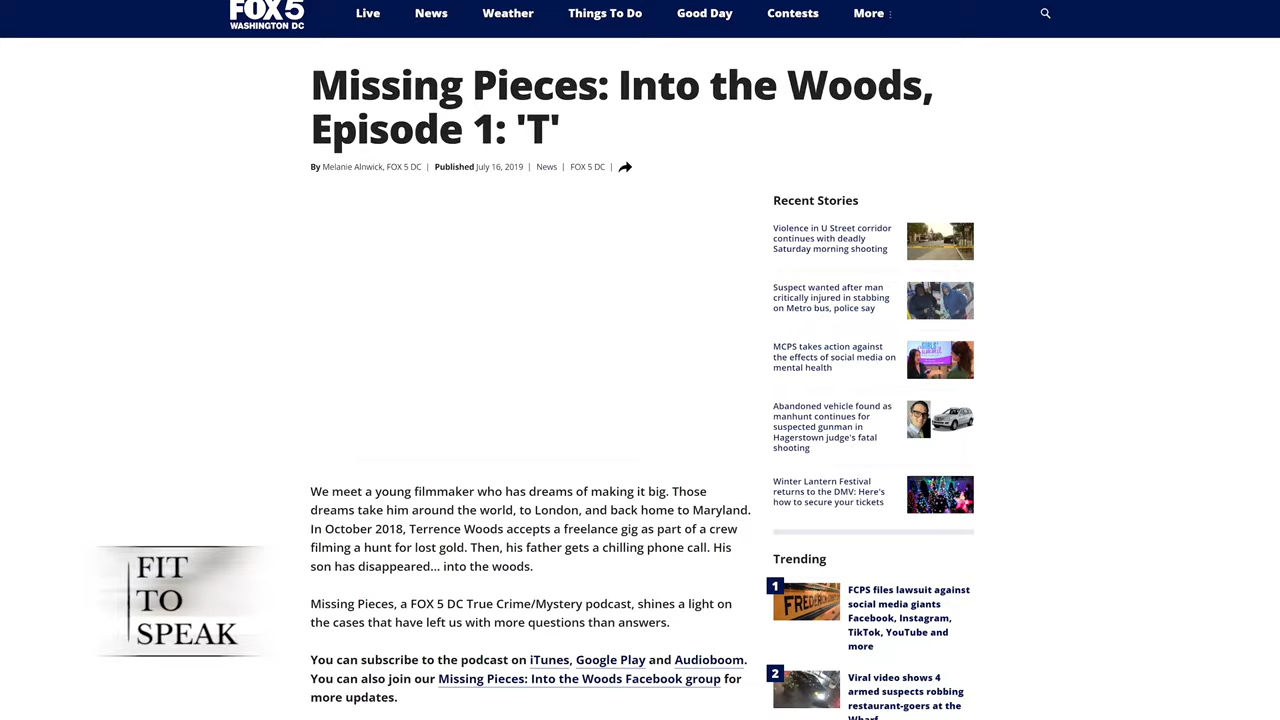 FOX 5
WASHINGTON DC
Live
News
Weather
Things To Do
Good Day
Contests
More
Missing Pieces: Into the Woods,
Episode 1: 'T'
By Melanie Alnwick, FOX 5 DC | Published July 16, 2019 | News | FOX 5 DC |
We meet a young filmmaker who has dreams of making it big. Those
dreams take him around the world, to London, and back home to Maryland.
In October 2018, Terrence Woods accepts a freelance gig as part of a crew
filming a hunt for lost gold. Then, his father gets a chilling phone call. His
son has disappeared... into the woods.
Missing Pieces, a FOX 5 DC True Crime/Mystery podcast, shines a light on
the cases that have left us with more questions than answers.
You can subscribe to the podcast on iTunes, Google Play and Audioboom.
You can also join our Missing Pieces: Into the Woods Facebook group for
more updates.
Recent Stories
Violence in U Street corridor
continues with deadly
Saturday morning shooting
Suspect wanted after man
critically injured in stabbing
on Metro bus, police say
MCPS takes action against
the effects of social media on
mental health
Abandoned vehicle found as
manhunt continues for
suspected gunman in
Hagerstown judge's fatal
shooting
Winter Lantern Festival
returns to the DMV: Here's
how to secure your tickets
Trending
1
FCPS files lawsuit against
social media giants
Facebook, Instagram,
TikTok, YouTube and
more
2
Viral video shows 4
armed suspects robbing
restaurant-goers at the
Wharf
FIT
TO
SPEAK